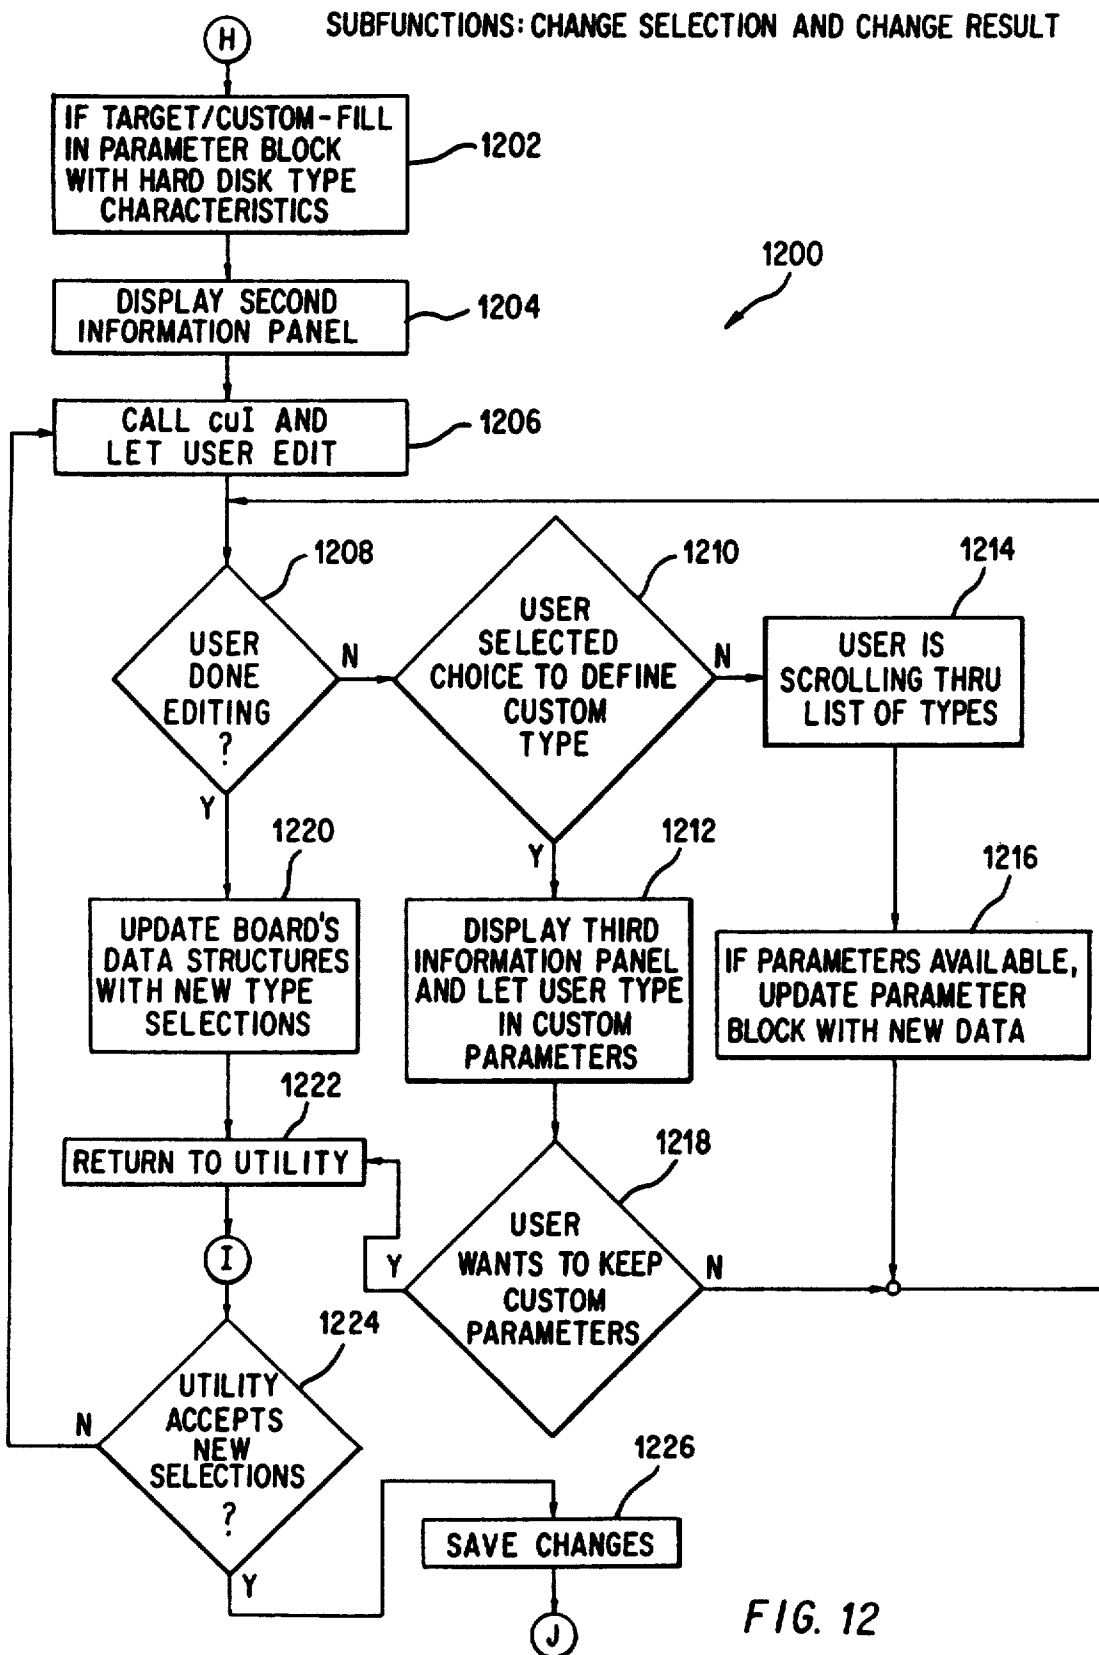 SUBFUNCTIONS: CHANGE SELECTION AND CHANGE RESULT
H
IF TARGET/CUSTOM-FILL
IN PARAMETER BLOCK
WITH HARD DISK TYPE
CHARACTERISTICS
1202
1200
DISPLAY SECOND
INFORMATION PANEL
1204
CALL cuI AND
LET USER EDIT
1206
1208
USER
DONE
EDITING
?
N
Y
1210
USER
SELECTED
CHOICE TO DEFINE
CUSTOM
TYPE
N
Y
1214
USER IS
SCROLLING THRU
LIST OF TYPES
1220
UPDATE BOARD'S
DATA STRUCTURES
WITH NEW TYPE
SELECTIONS
1212
DISPLAY THIRD
INFORMATION PANEL
AND LET USER TYPE
IN CUSTOM
PARAMETERS
1216
IF PARAMETERS AVAILABLE,
UPDATE PARAMETER
BLOCK WITH NEW DATA
1222
RETURN TO UTILITY
1218
USER
WANTS TO KEEP
CUSTOM
PARAMETERS
Y
N
I
1224
UTILITY
ACCEPTS
NEW
SELECTIONS
?
N
Y
1226
SAVE CHANGES
J
FIG. 12